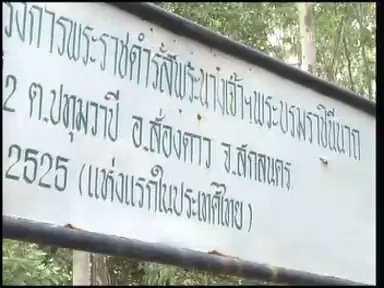 วงการพระราชดำรัสพระนางเจ้าฯพระบรมราชินีนาถ
2 ต.ปทุมวาปี อ.ส่องดาว จ.สกลนคร
2525 (แห่งแรกในประเทศไทย)